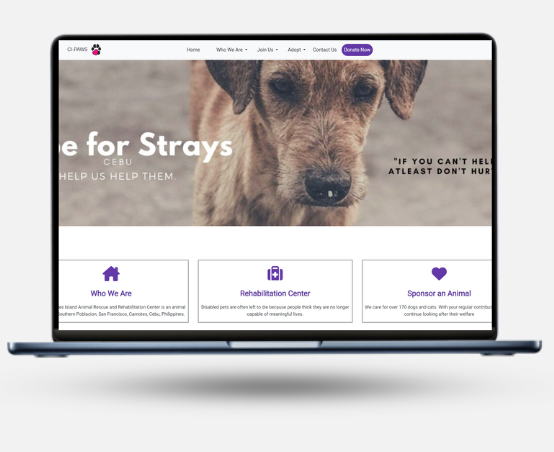 CI-PAWS
Home
Who We Are
Join Us
Adopt
Contact Us
Donate Now
e for Strays
CEBU
HELP US HELP THEM.
"IF YOU CAN'T HEL
ATLEAST DON'T HUR
Who We Are
Island Animal Rescue and Rehabilitation Center is an animal
Southern Poblacion, San Francisco, Camotes, Cebu, Philippines.
Rehabilitation Center
Disabled pets are often left to die because people think they are no longer
capable of meaningful lives.
Sponsor an Animal
We care for over 170 dogs and cats. With your regular contribut
continue looking after their welfare